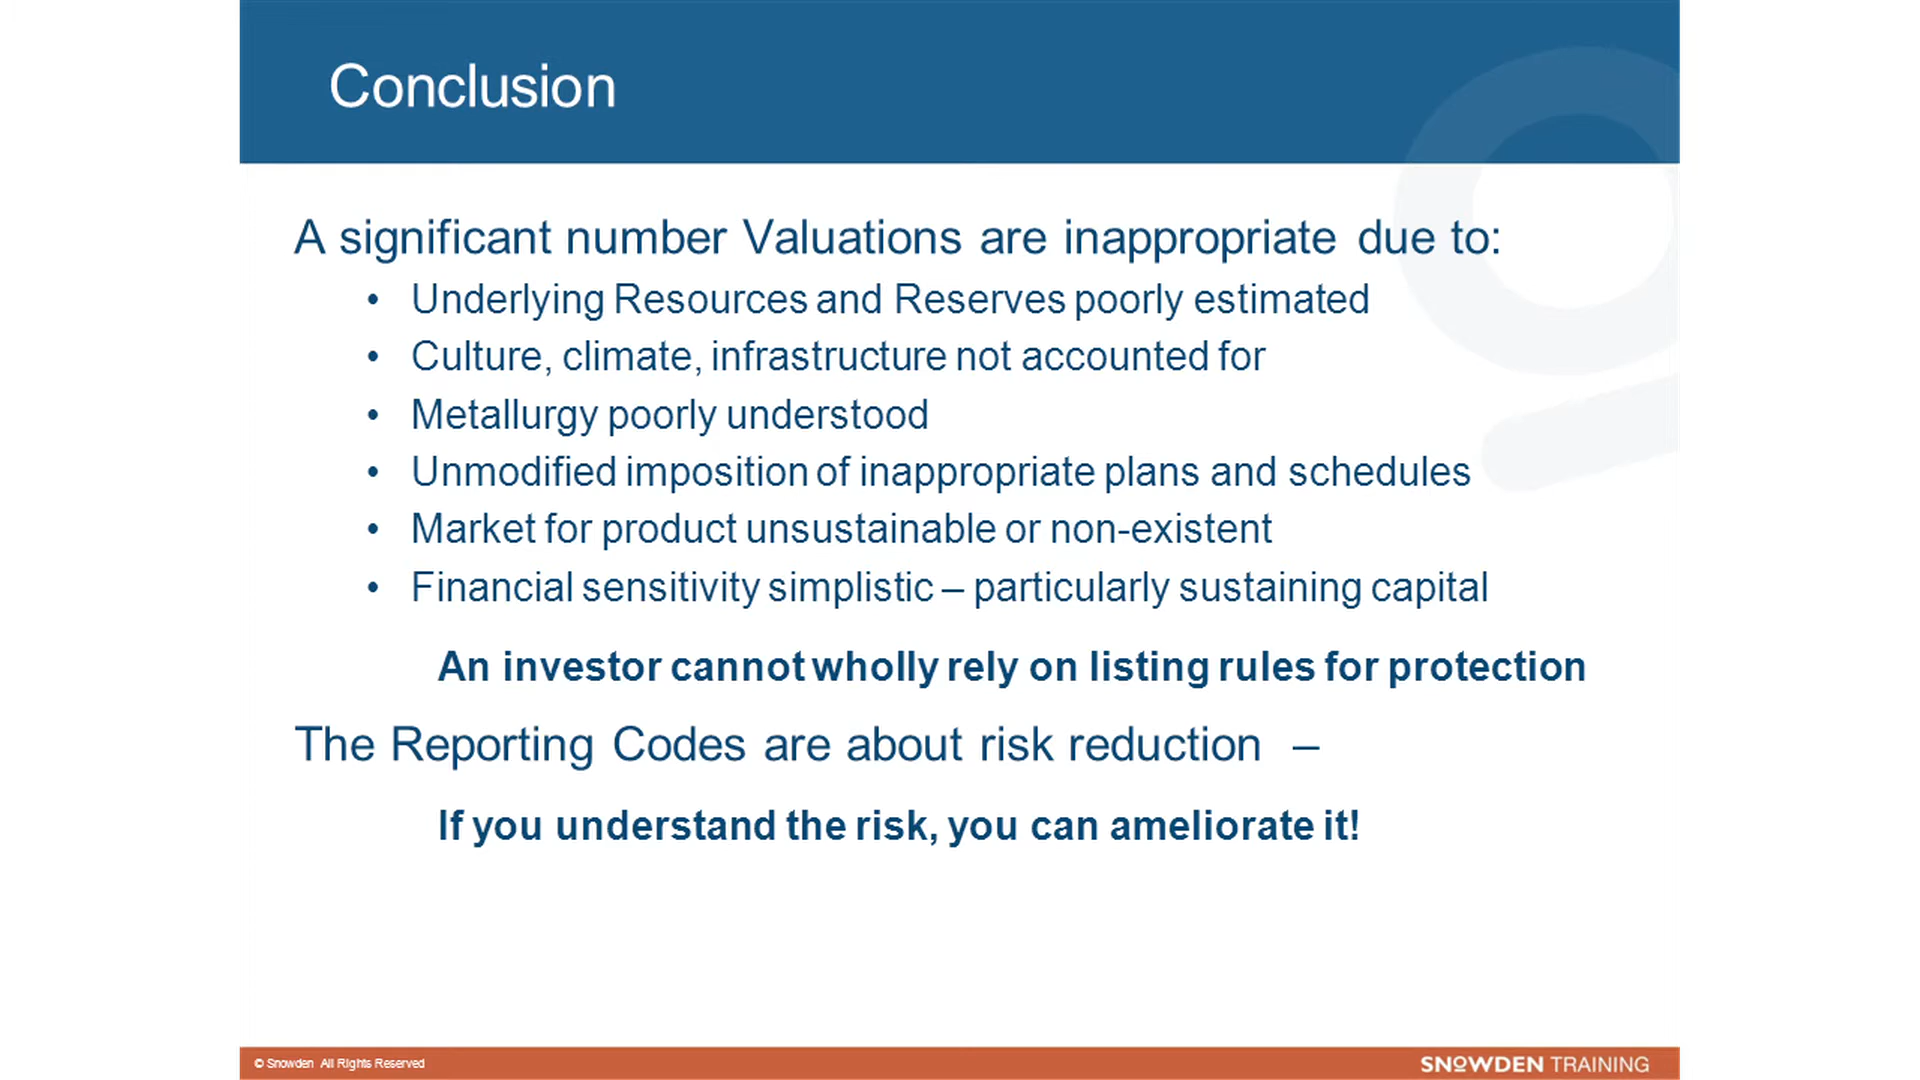 Conclusion
A significant number Valuations are inappropriate due to:
• Underlying Resources and Reserves poorly estimated
• Culture, climate, infrastructure not accounted for
• Metallurgy poorly understood
• Unmodified imposition of inappropriate plans and schedules
• Market for product unsustainable or non-existent
• Financial sensitivity simplistic – particularly sustaining capital
An investor cannot wholly rely on listing rules for protection
The Reporting Codes are about risk reduction –
If you understand the risk, you can ameliorate it!
© Snowden All Rights Reserved
SNOWDEN TRAINING